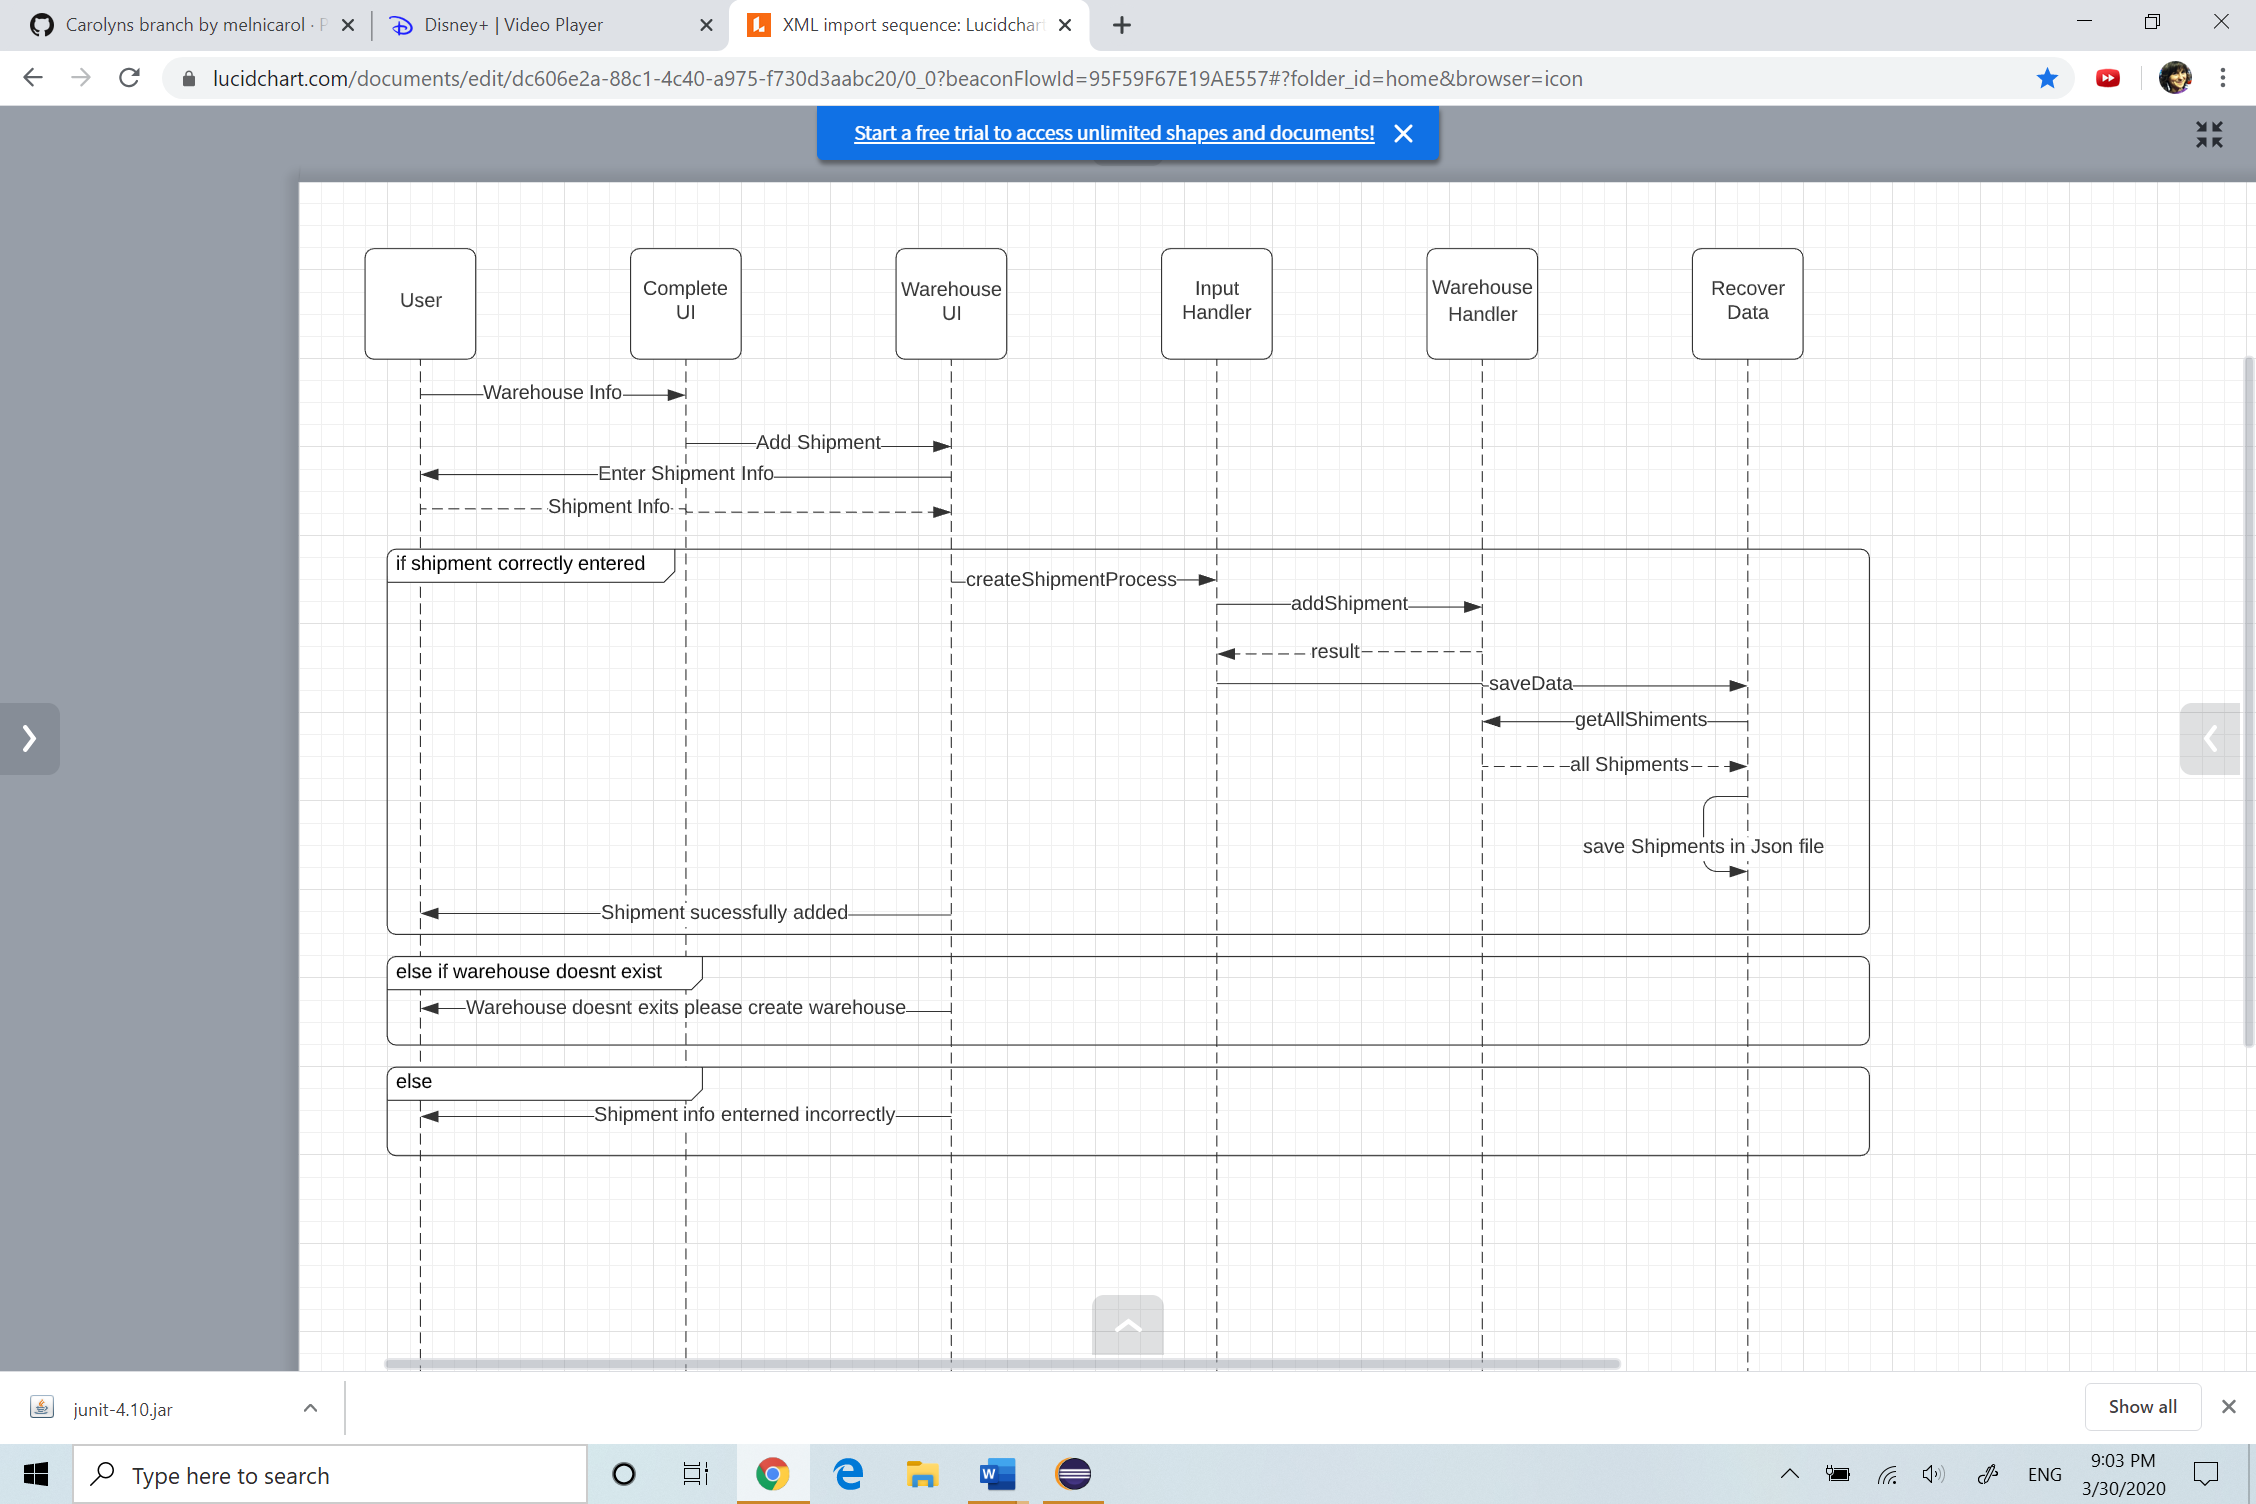 Carolyns branch by melnicarol · P
Disney+ | Video Player
XML import sequence: Lucidchar
lucidchart.com/documents/edit/dc606e2a-88c1-4c40-a975-f730d3aabc20/0_0?beaconFlowId=95F59F67E19AE557#?folder_id=home&browser=icon
Start a free trial to access unlimited shapes and documents!
User
Complete
UI
Warehouse
UI
Input
Handler
Warehouse
Handler
Recover
Data
Warehouse Info
Add Shipment
Enter Shipment Info
Shipment Info
if shipment correctly entered
createShipmentProcess
addShipment
result
saveData
getAllShiments
all Shipments
save Shipments in Json file
Shipment sucessfully added
else if warehouse doesnt exist
Warehouse doesnt exits please create warehouse
else
Shipment info enterned incorrectly
junit-4.10.jar
Show all
Type here to search
ENG
9:03 PM
3/30/2020